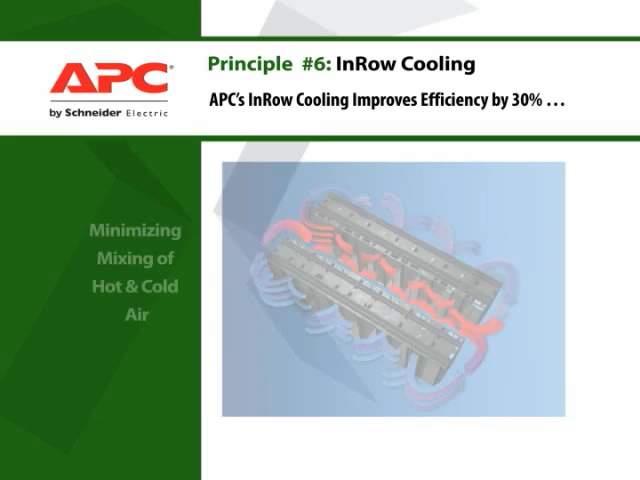 APC®
by Schneider Electric
Principle #6: InRow Cooling
APC's InRow Cooling Improves Efficiency by 30% ...
Minimizing
Mixing of
Hot & Cold
Air